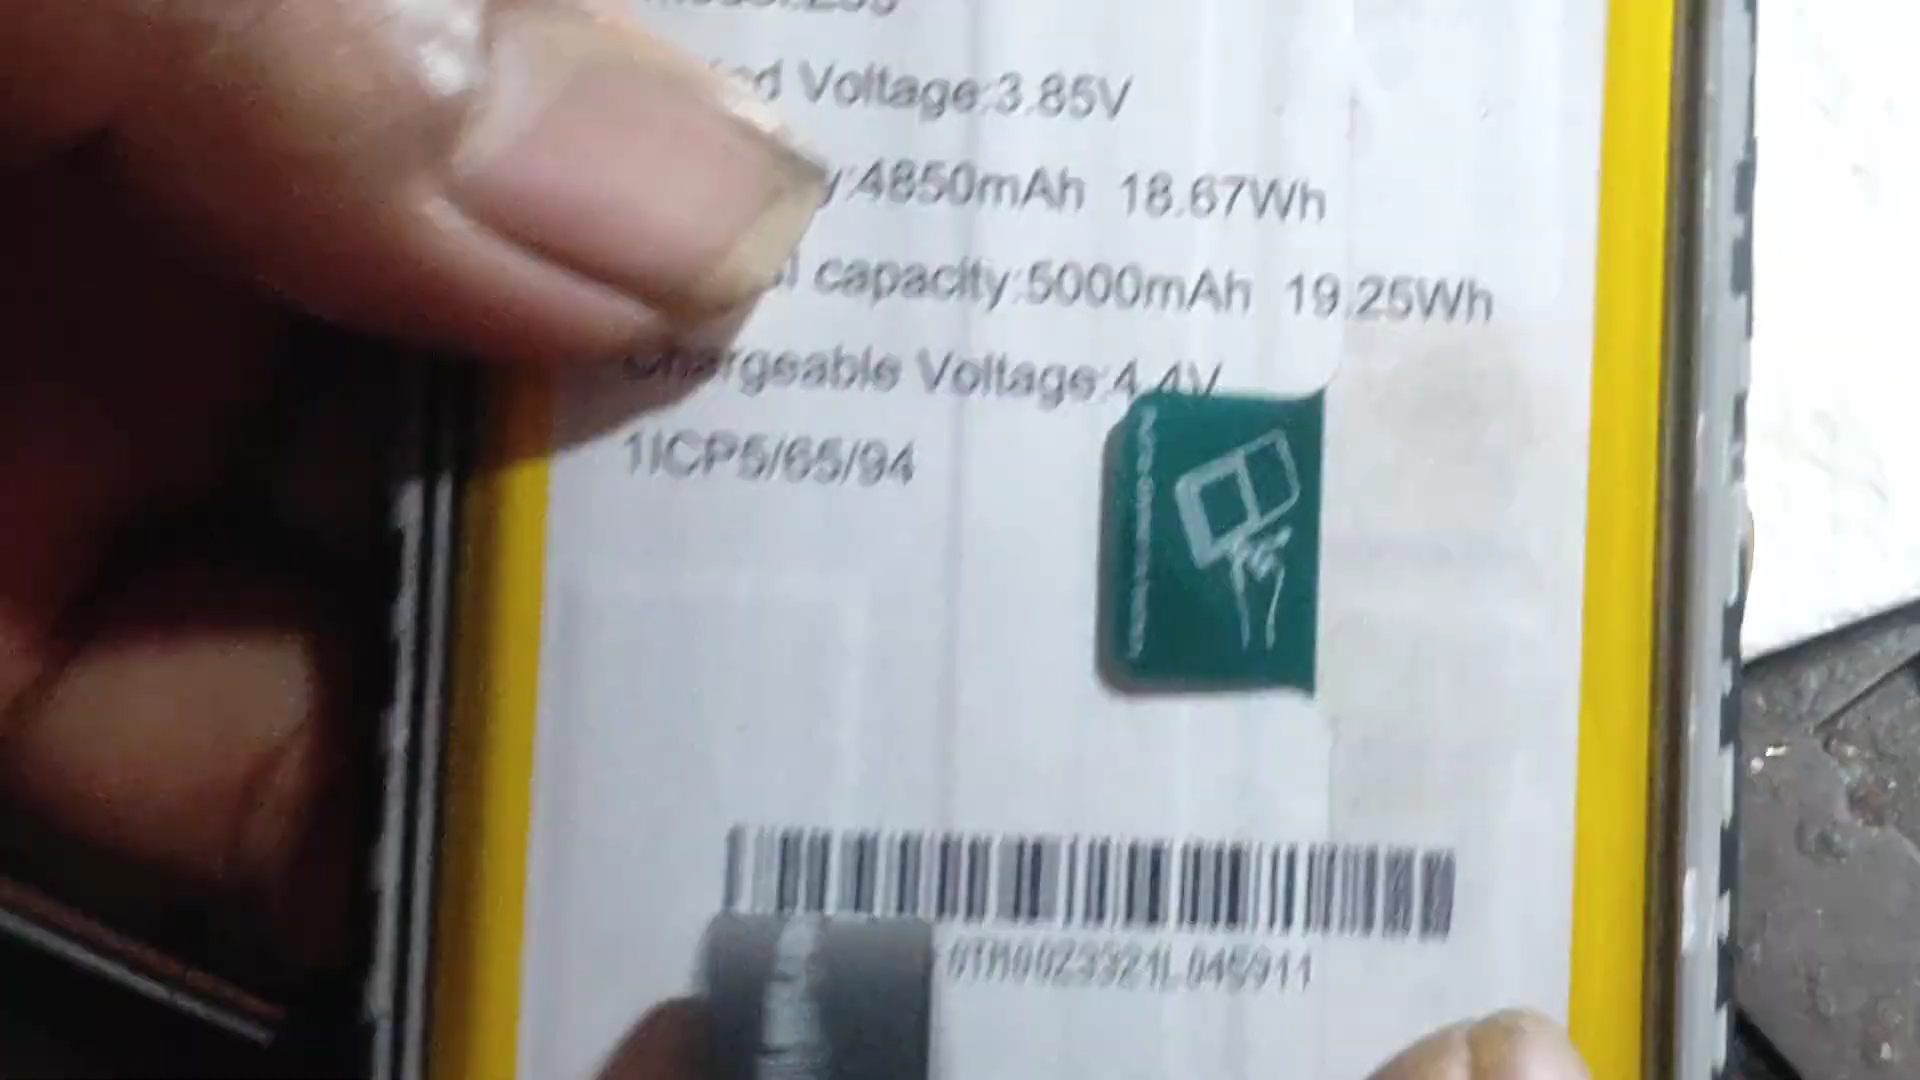 Voltage:3.85V
4850mAh 18.67Wh
capacity:5000mAh 19.25Wh
Chargeable Voltage:4.4V
1ICP5/65/94